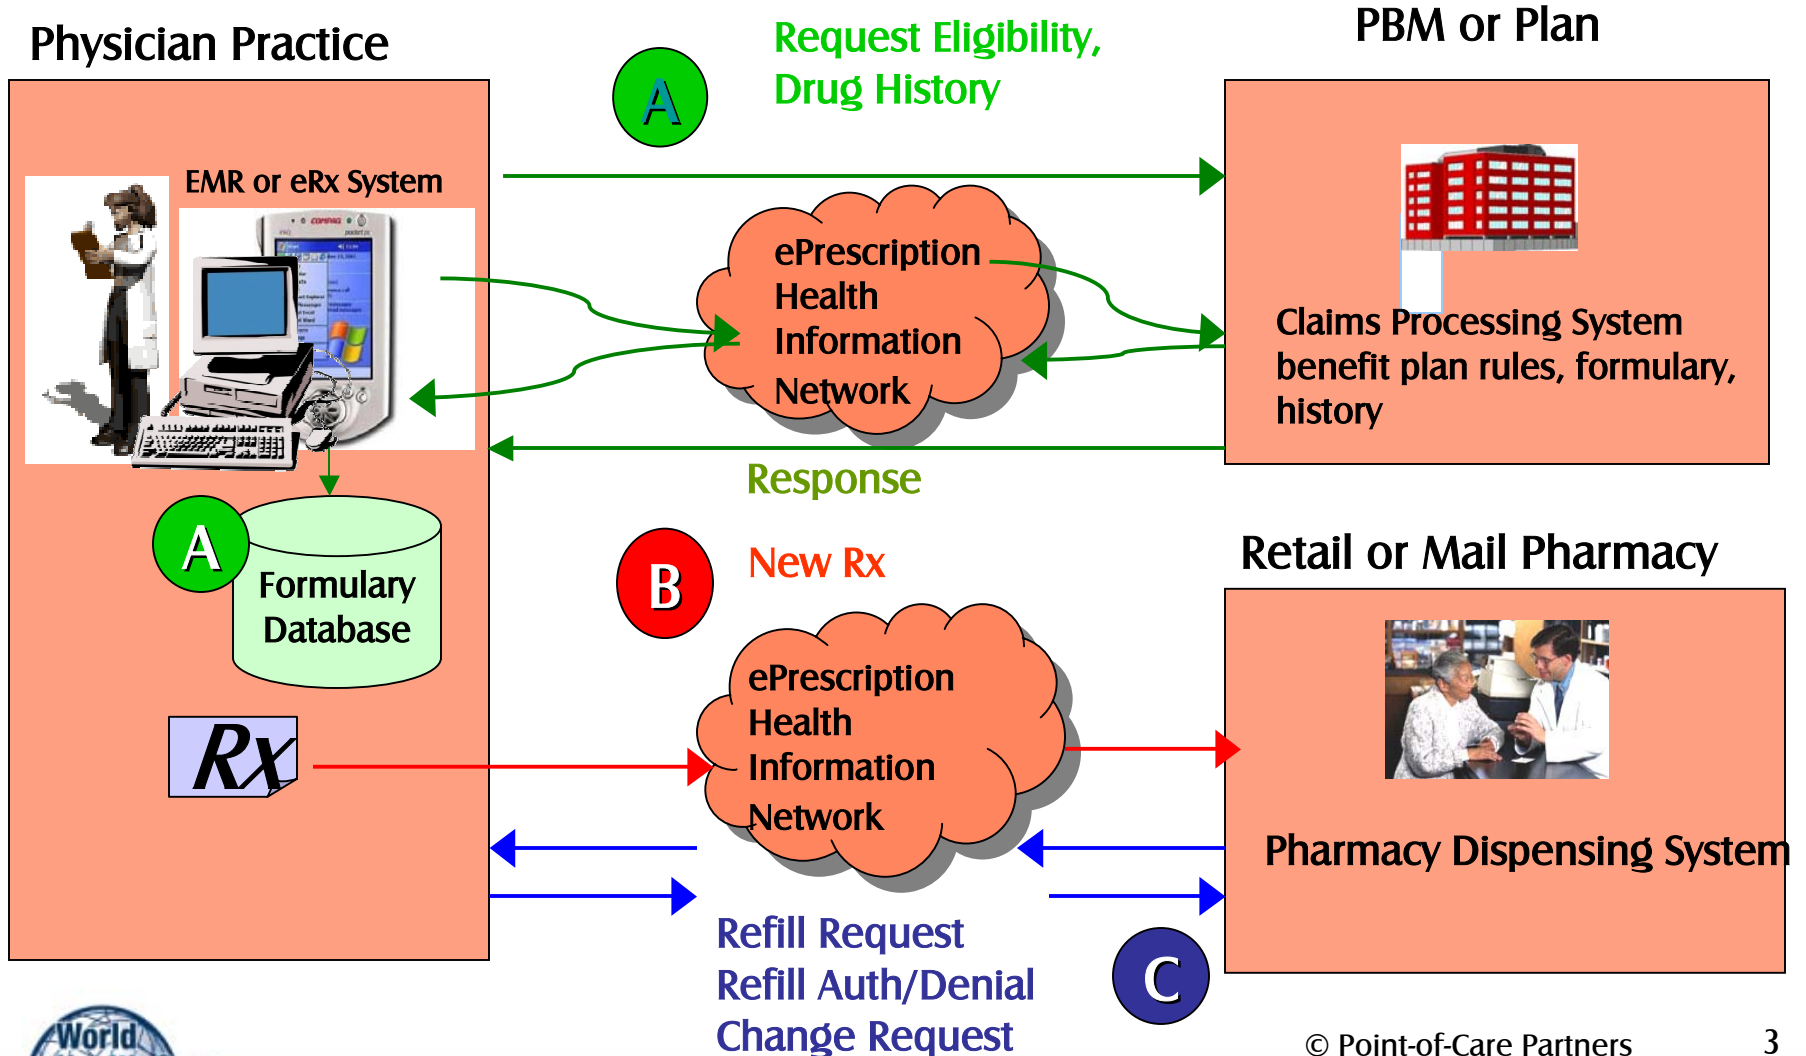 Physician Practice
Request Eligibility,
Drug History
PBM or Plan
A
EMR or eRx System
COMPAQ
ePrescription
Health
Information
Network
Claims Processing System
benefit plan rules, formulary,
history
Response
A
Formulary
Database
B
New Rx
Retail or Mail Pharmacy
Rx
ePrescription
Health
Information
Network
Pharmacy Dispensing System
Refill Request
Refill Auth/Denial
Change Request
C
World
© Point-of-Care Partners
3